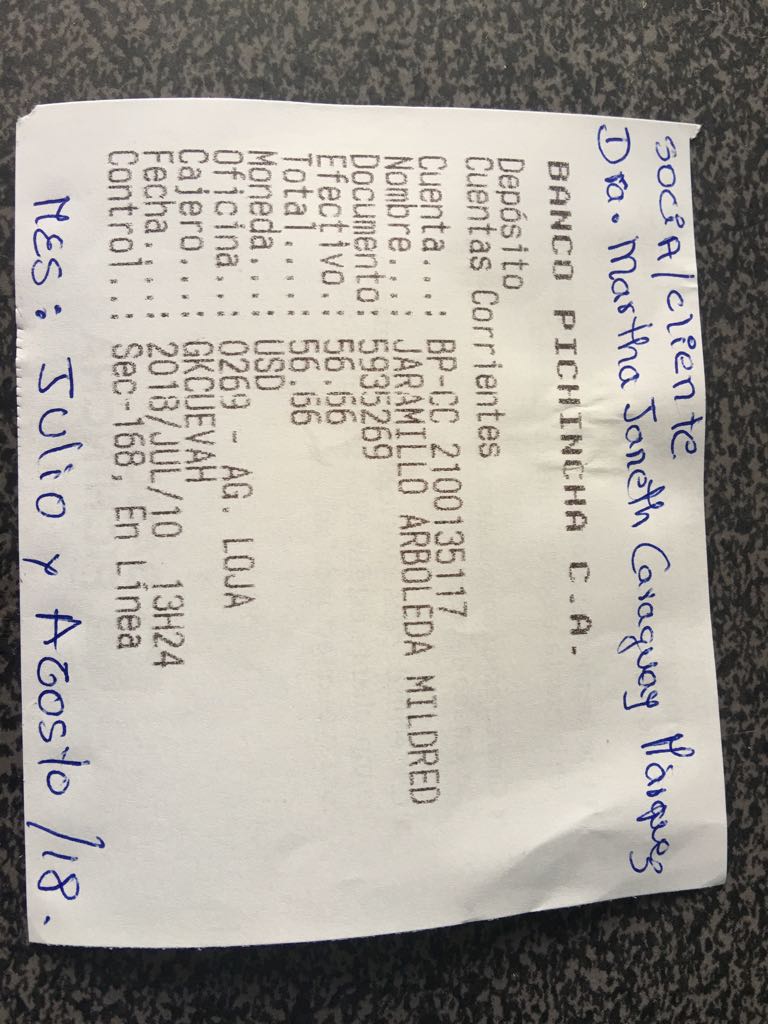 SOCIA/cliente
Dra. Martha Janeth Caraguay Márquez
BANCO PICHINCHA C.A.
Depósito
Cuentas Corrientes
Cuenta...: BP-CC 2100135117
Nombre...: JARAMILLO ARBOLEDA MILDRED
Documento: 5935269
Efectivo.: 56.66
Total....: 56.66
Moneda...: USD
Oficina..: 0269 - AG. LOJA
Cajero...: GKCUEVAH
Fecha....: 2018/JUL/10 13H24
Control..: Sec-168, En Línea
MES: Julio y AGosto /18.